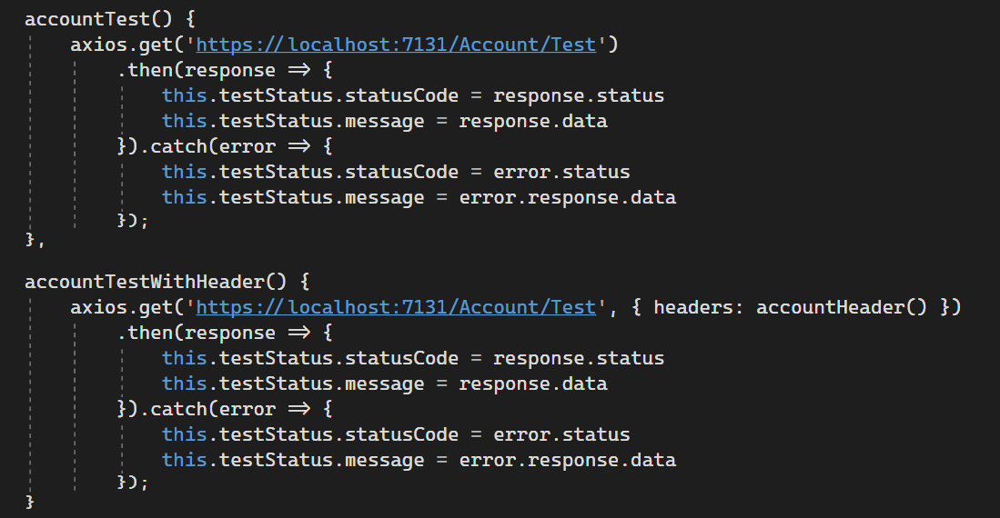 accountTest() {
axios.get('https://localhost:7131/Account/Test')
.then(response => {
this.testStatus.statusCode = response.status
this.testStatus.message = response.data
}).catch(error => {
this.testStatus.statusCode = error.status
this.testStatus.message = error.response.data
});
},
accountTestWithHeader() {
axios.get('https://localhost:7131/Account/Test', { headers: accountHeader() })
.then(response => {
this.testStatus.statusCode = response.status
this.testStatus.message = response.data
}).catch(error => {
this.testStatus.statusCode = error.status
this.testStatus.message = error.response.data
});
}